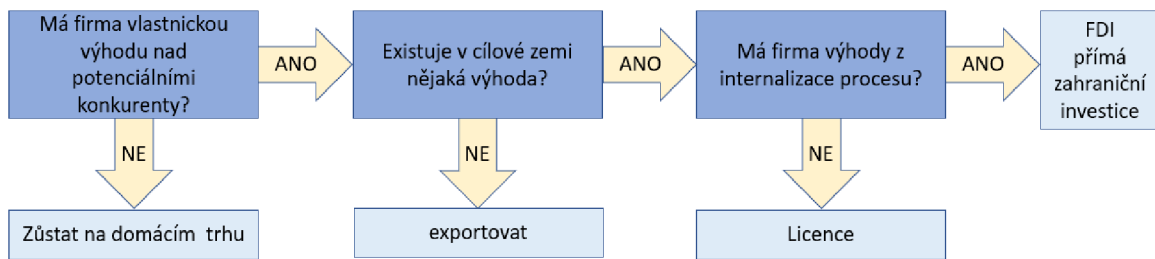 Má firma vlastnickou
výhodu nad
potenciálními
konkurenty?
ANO
Existuje v cílové zemi
nějaká výhoda?
ANO
Má firma výhody z
internalizace procesu?
ANO
FDI
přímá
zahraniční
investice
NE
NE
NE
Zůstat na domácím trhu
exportovat
Licence